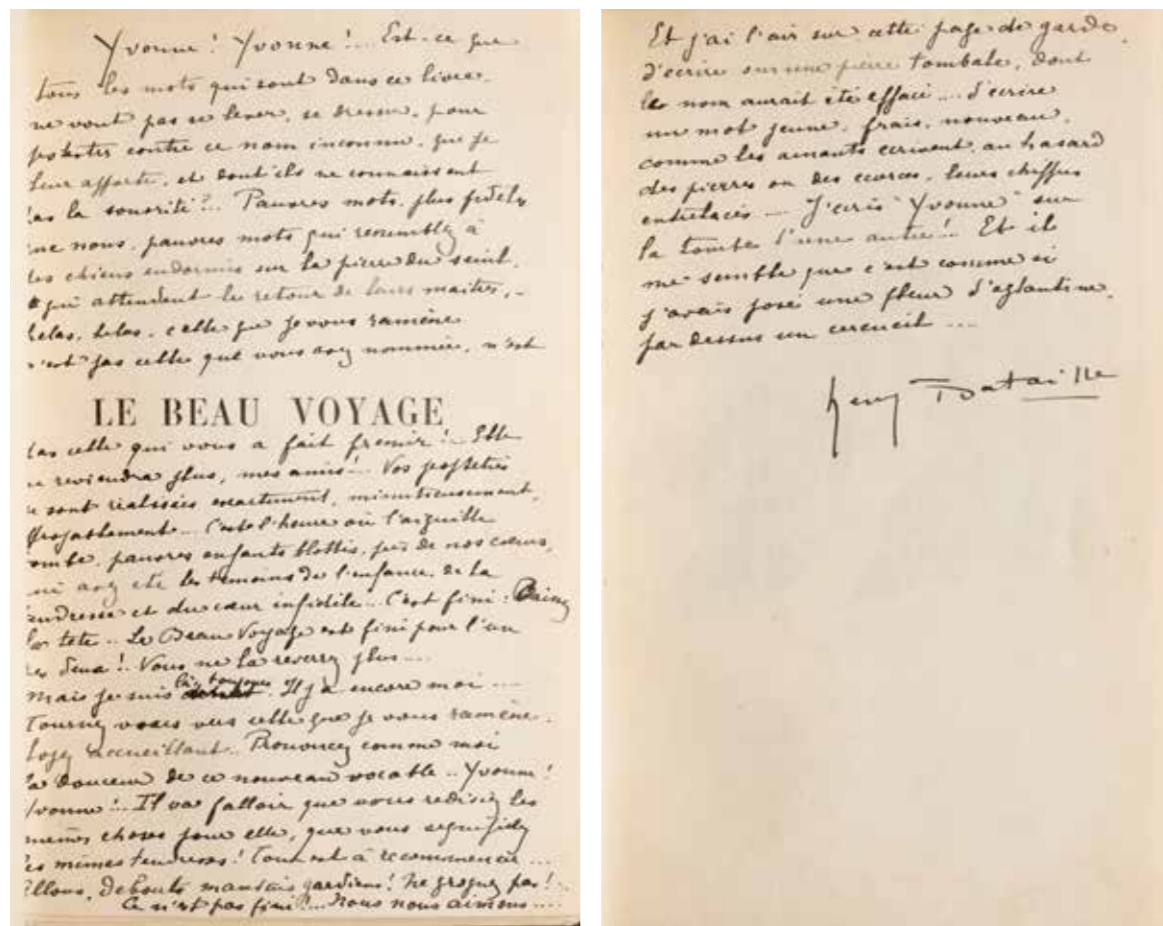 Yvonne ! Yvonne !... Est-ce que
tous les mots qui sont dans ce livre
ne vont pas se lever, se dresser, pour
protester contre ce nom inconnu, que je
leur apporte, et dont ils ne connaissent
pas la sonorité ?.. Pauvres mots, plus fidèles
que nous, pauvres mots qui ressemblez à
des chiens endormis sur la pierre du seuil,
qui attendent le retour de leurs maîtres, -
hélas, hélas, celle que je vous ramène
n'est pas celle que vous avez nommée, n'est
LE BEAU VOYAGE
pas celle qui vous a fait frémir !.. Elle
ne reviendra plus, mes amis !.. Vos prophéties
se sont réalisées exactement, minutieusement,
C'est l'heure où l'aiguille
tombe, pauvres enfants blottis, près de nos cœurs,
qui avez été les témoins de l'enfance, de la
tendresse et du cœur infidèle... C'est fini : Baissez
la tête... Le Beau Voyage est fini pour l'un
des deux !.. Vous ne la reverrez plus....
Mais je suis là, toujours. Il y a encore moi ....
Tournez vous vers celle que je vous ramène.
Soyez accueillant.. Prononcez comme moi
la douceur de ce nouveau vocable .. Yvonne !
Yvonne !.. Il va falloir que vous redisiez les
mêmes choses pour elle, que vous signifiiez
les mêmes tendresses ! Tout est à recommencer ...
Allons, debouts mauvais gardiens ! Ne grognez pas !..
Ce n'est pas fini !... Nous nous aimons ....
Et j'ai l'air sur cette page de garde,
d'écrire sur une pierre tombale, dont
le nom aurait été effacé .... d'écrire
un mot jeune, frais, nouveau,
comme les amants écrivent, au hasard
des pierres ou des écorces, leurs chiffres
entrelacés ... J'écris "Yvonne" sur
la tombe d'une autre !.. Et il
me semble que c'est comme si
j'avais posé une fleur d'églantine,
par dessus un cercueil ...
Henry Bataille